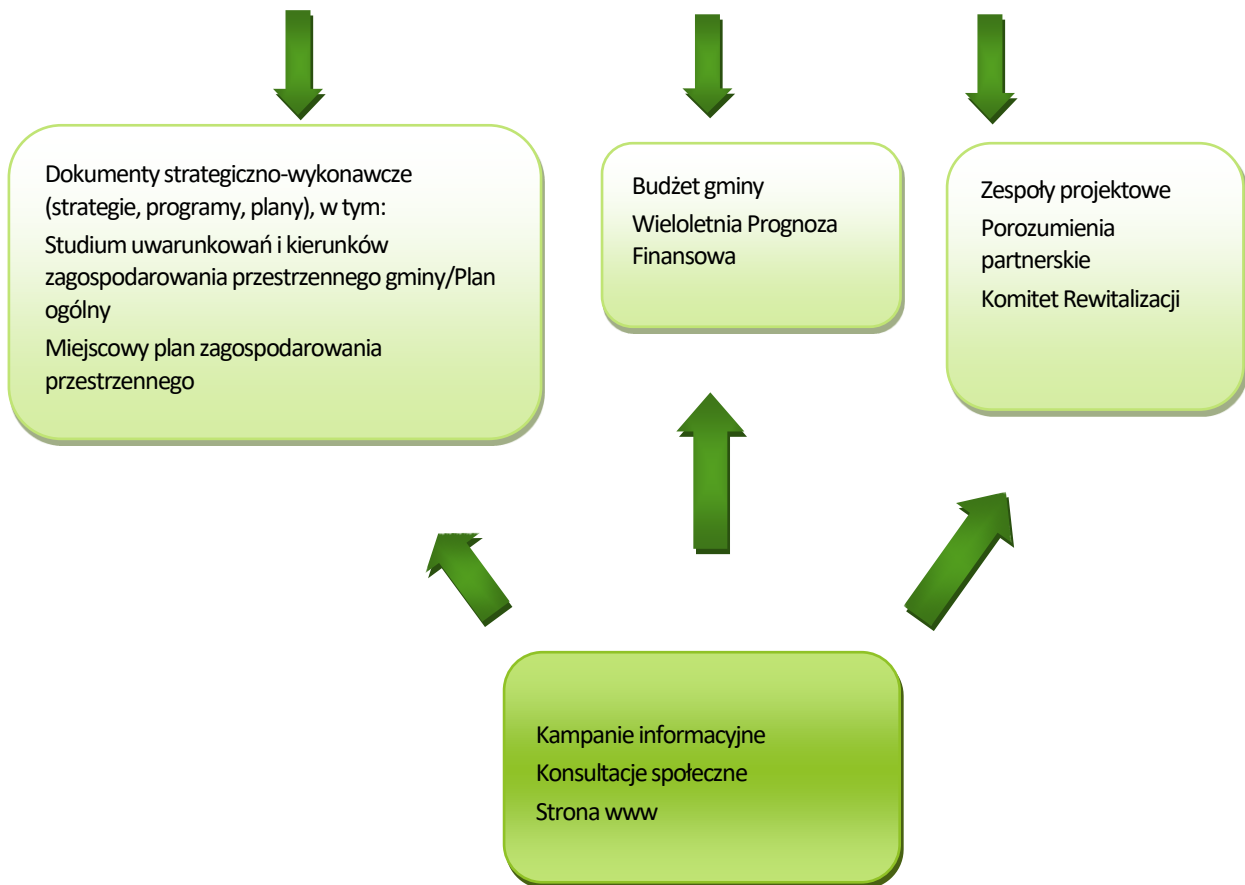 Dokumenty strategiczno-wykonawcze
(strategie, programy, plany), w tym:
Studium uwarunkowań i kierunków
zagospodarowania przestrzennego gminy/Plan
ogólny
Miejscowy plan zagospodarowania
przestrzennego
Budżet gminy
Wieloletnia Prognoza
Finansowa
Zespoły projektowe
Porozumienia
partnerskie
Komitet Rewitalizacji
Kampanie informacyjne
Konsultacje społeczne
Strona www